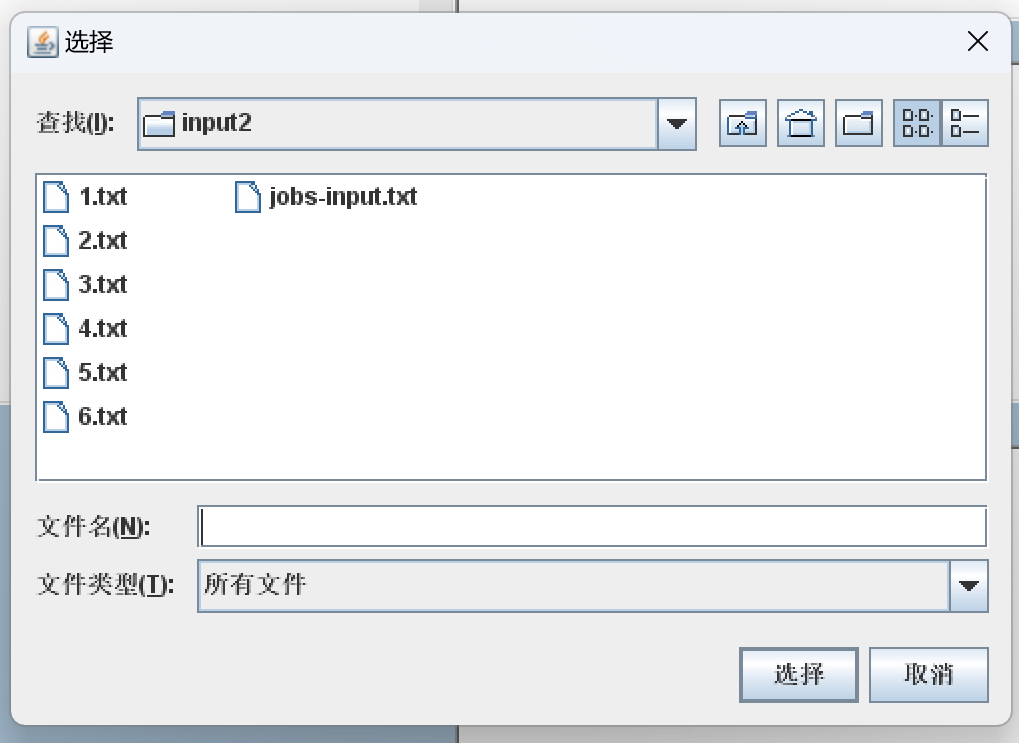 选择
查找(I):
input2
1.txt
2.txt
3.txt
4.txt
5.txt
6.txt
jobs-input.txt
文件名(N):
文件类型(T):
所有文件
选择
取消